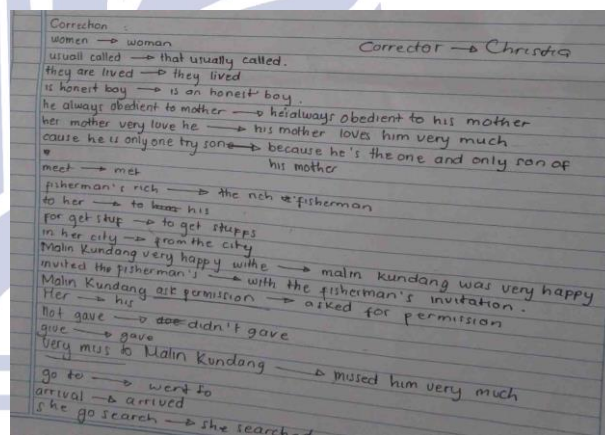 Correction :
Corrector → Christia
women → woman
usuall called → that usually called.
they are lived → they lived
is honest boy → is an honest boy.
he always obedient to mother → he is always obedient to his mother
her mother very love he → his mother loves him very much
cause he is only one try son → because he's the one and only son of
his mother
meet → met
fisherman's rich → the rich fisherman
to her → to his
for get stuf → to get stuffs
in her city → from the city
Malin Kundang very happy withe → malin kundang was very happy
invited the fisherman's → with the fisherman's invitation.
Malin Kundang ask permission → asked for permission
Her → his
not gave → didn't gave
give → gave
very miss to Malin Kundang → missed him very much
go to → went to
arrival → arrived
she go search → she searched